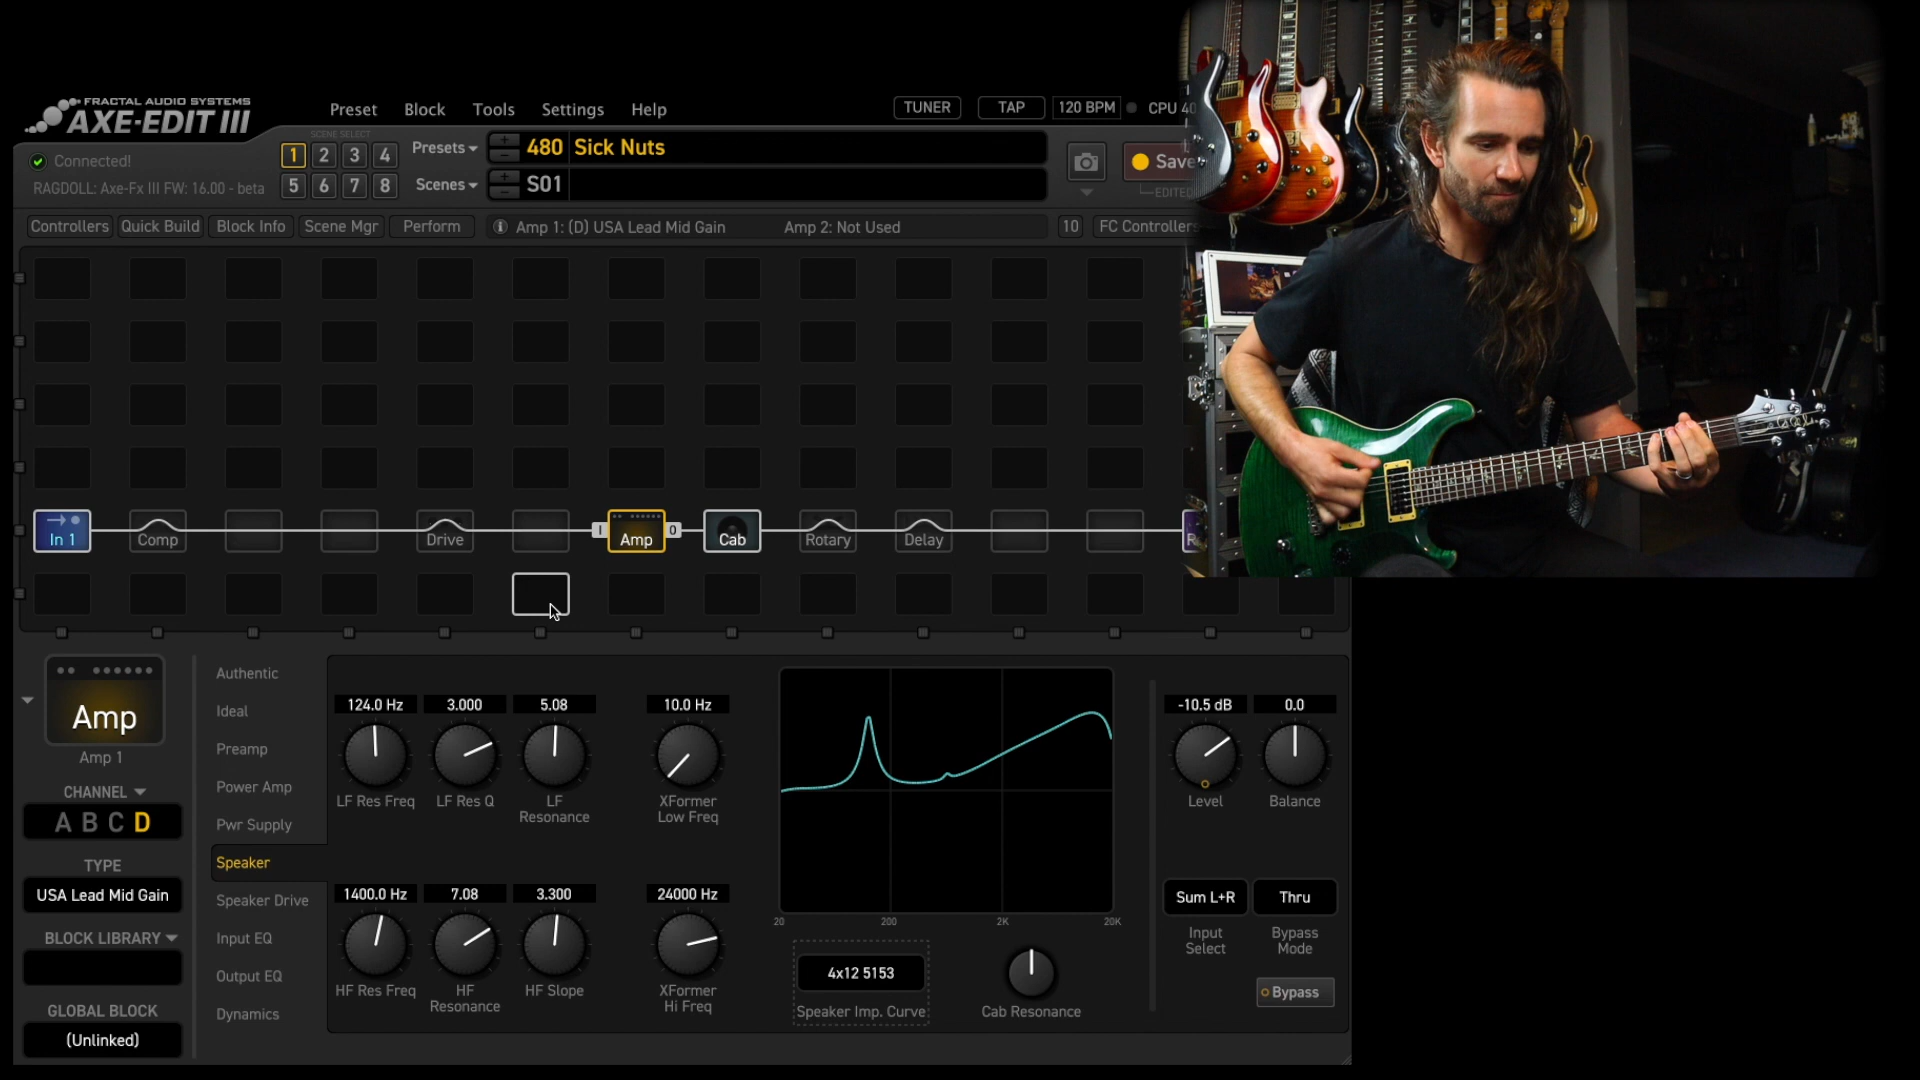 FRACTAL AUDIO SYSTEMS
AXE-EDIT III
Preset Block Tools Settings Help
TUNER TAP 120 BPM CPU 40
Connected!
RAGDOLL: Axe-Fx III FW: 16.00 - beta
SCENE SELECT
1 2 3 4
5 6 7 8
Presets 480 Sick Nuts
Scenes S01
Save
EDITED
Controllers Quick Build Block Info Scene Mgr Perform
Amp 1: (D) USA Lead Mid Gain Amp 2: Not Used
10 FC Controllers
In 1 Comp Drive I Amp O Cab Rotary Delay R
Amp
Amp 1
CHANNEL
A B C D
TYPE
USA Lead Mid Gain
BLOCK LIBRARY
GLOBAL BLOCK
(Unlinked)
Authentic
Ideal
Preamp
Power Amp
Pwr Supply
Speaker
Speaker Drive
Input EQ
Output EQ
Dynamics
124.0 Hz 3.000 5.08 10.0 Hz
LF Res Freq LF Res Q LF Resonance XFormer Low Freq
1400.0 Hz 7.08 3.300 24000 Hz
HF Res Freq HF Resonance HF Slope XFormer Hi Freq
20 200 2K 20K
4x12 5153
Speaker Imp. Curve
Cab Resonance
-10.5 dB 0.0
Level Balance
Sum L+R Thru
Input Select Bypass Mode
Bypass